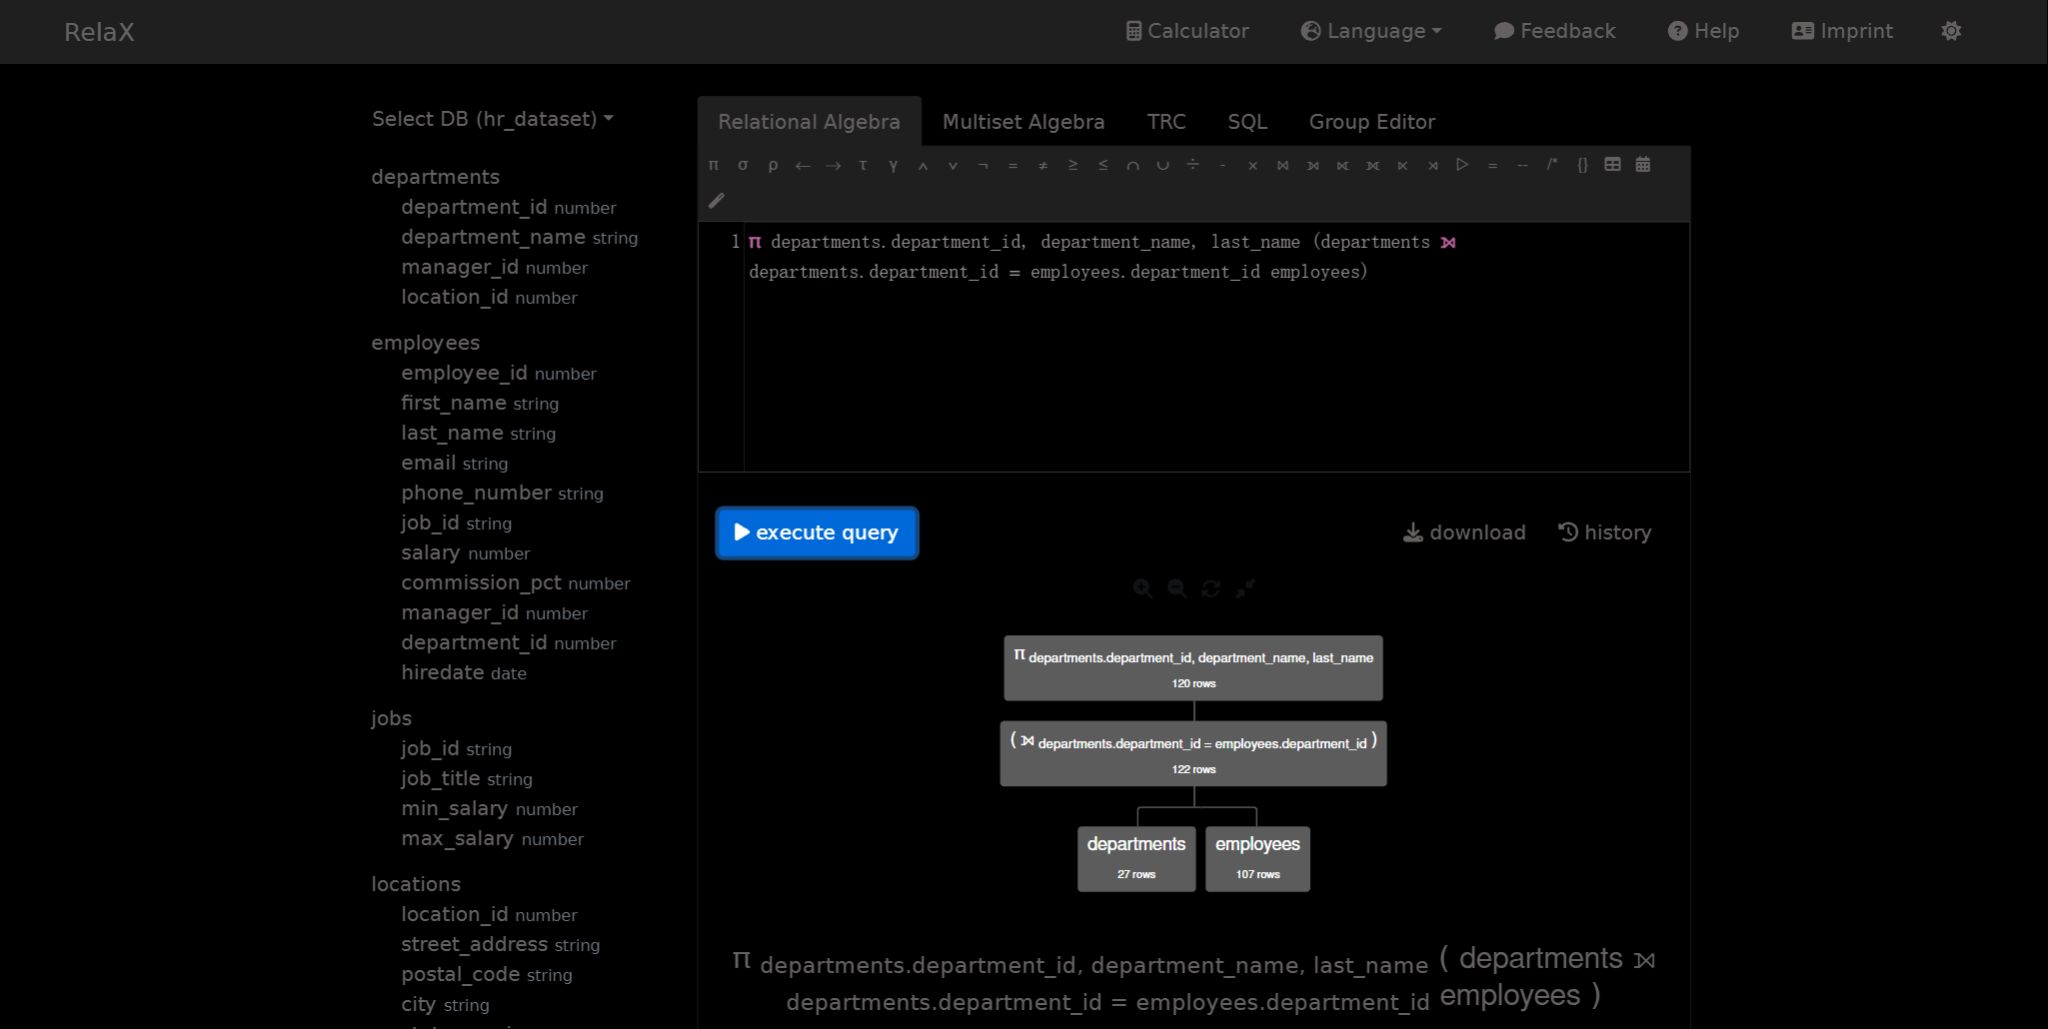 RelaX
Calculator
Language
Feedback
Help
Imprint
Select DB (hr_dataset)
departments
department_id number
department_name string
manager_id number
location_id number
employees
employee_id number
first_name string
last_name string
email string
phone_number string
job_id string
salary number
commission_pct number
manager_id number
department_id number
hiredate date
jobs
job_id string
job_title string
min_salary number
max_salary number
locations
location_id number
street_address string
postal_code string
city string
Relational Algebra
Multiset Algebra
TRC
SQL
Group Editor
π σ ρ ← → τ γ ∧ ∨ ¬ = ≠ ≥ ≤ ∩ ∪ ÷ - × ⋈ ⟕ ⟖ ⟗ ⋉ ⋊ ▷ = -- /* {}
1 π departments.department_id, department_name, last_name (departments ⟕
departments.department_id = employees.department_id employees)
execute query
download
history
π departments.department_id, department_name, last_name
120 rows
( ⟕ departments.department_id = employees.department_id )
122 rows
departments
27 rows
employees
107 rows
π departments.department_id, department_name, last_name ( departments ⟕
departments.department_id = employees.department_id employees )